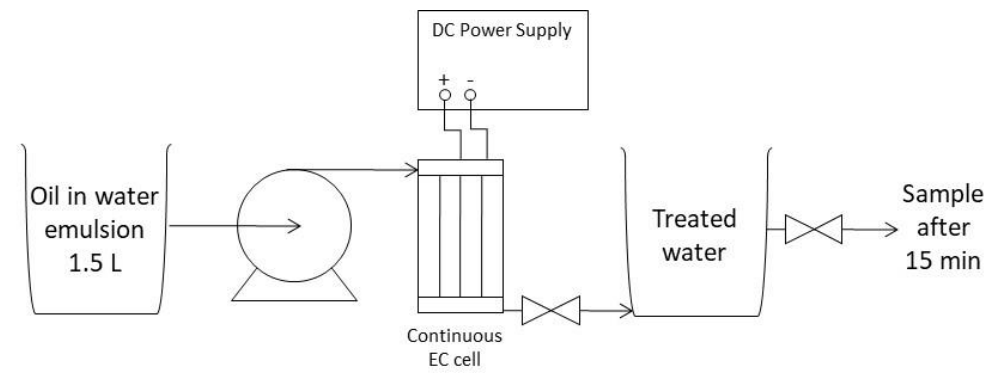 DC Power Supply
+ -
Oil in water
emulsion
1.5 L
Continuous
EC cell
Treated
water
Sample
after
15 min